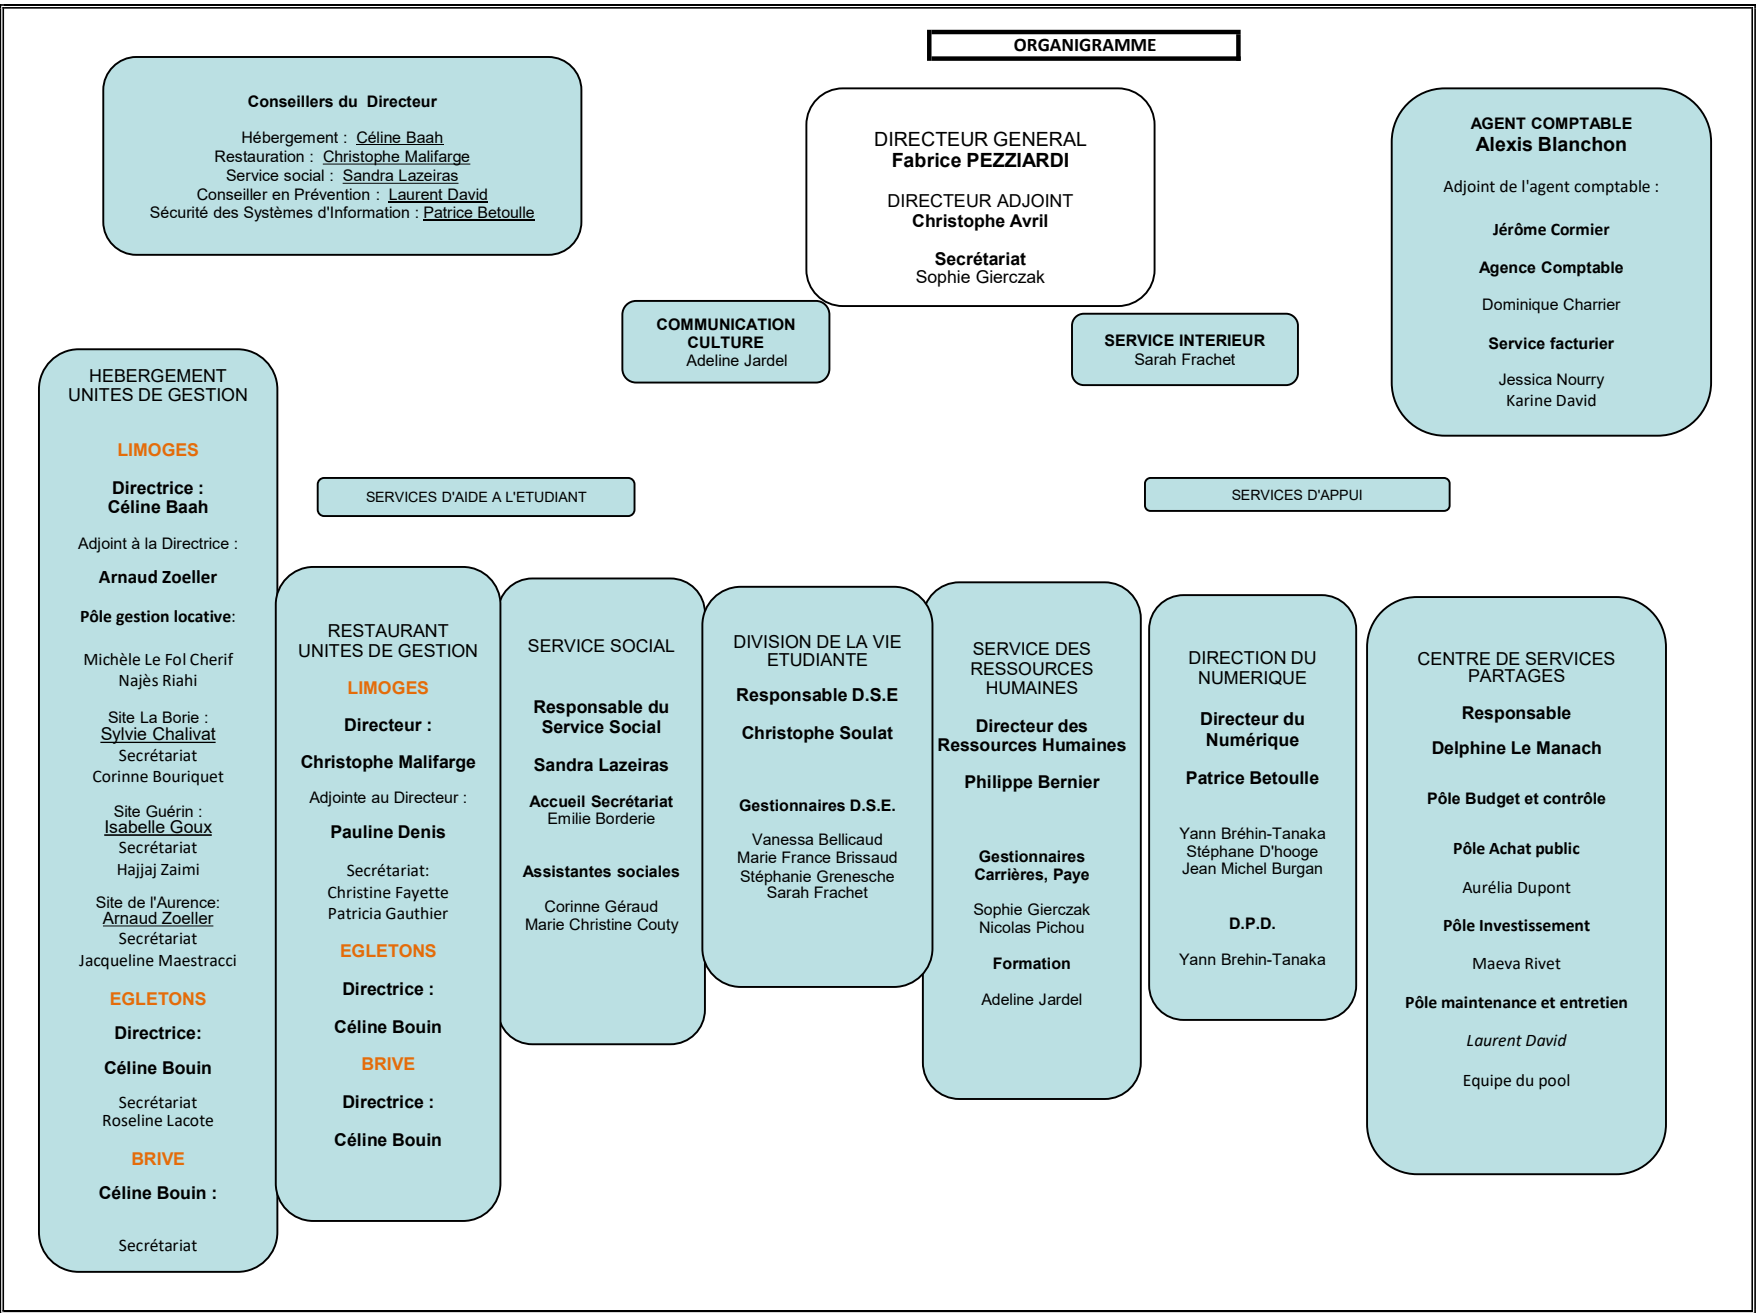 ORGANIGRAMME
Conseillers du  Directeur
Hébergement :  Céline Baah
Restauration :  Christophe Malifarge
Service social :  Sandra Lazeiras
Conseiller en Prévention :  Laurent David
Sécurité des Systèmes d'Information : Patrice Betoulle
DIRECTEUR GENERAL
Fabrice PEZZIARDI
DIRECTEUR ADJOINT
Christophe Avril
Secrétariat
Sophie Gierczak
AGENT COMPTABLE
Alexis Blanchon
Adjoint de l'agent comptable :
Jérôme Cormier
Agence Comptable
Dominique Charrier
Service facturier
Jessica Nourry
Karine David
COMMUNICATION
CULTURE
Adeline Jardel
SERVICE INTERIEUR
Sarah Frachet
HEBERGEMENT
UNITES DE GESTION
LIMOGES
Directrice :
Céline Baah
Adjoint à la Directrice :
Arnaud Zoeller
Pôle gestion locative:
Michèle Le Fol Cherif
Najès Riahi
Site La Borie :
Sylvie Chalivat
Secrétariat
Corinne Bouriquet
Site Guérin :
Isabelle Goux
Secrétariat
Hajjaj Zaimi
Site de l'Aurence:
Arnaud Zoeller
Secrétariat
Jacqueline Maestracci
EGLETONS
Directrice:
Céline Bouin
Secrétariat
Roseline Lacote
BRIVE
Céline Bouin :
Secrétariat
SERVICES D'AIDE A L'ETUDIANT
SERVICES D'APPUI
RESTAURANT
UNITES DE GESTION
LIMOGES
Directeur :
Christophe Malifarge
Adjointe au Directeur :
Pauline Denis
Secrétariat:
Christine Fayette
Patricia Gauthier
EGLETONS
Directrice :
Céline Bouin
BRIVE
Directrice :
Céline Bouin
SERVICE SOCIAL
Responsable du
Service Social
Sandra Lazeiras
Accueil Secrétariat
Emilie Borderie
Assistantes sociales
Corinne Géraud
Marie Christine Couty
DIVISION DE LA VIE
ETUDIANTE
Responsable D.S.E
Christophe Soulat
Gestionnaires D.S.E.
Vanessa Bellicaud
Marie France Brissaud
Stéphanie Grenesche
Sarah Frachet
SERVICE DES
RESSOURCES
HUMAINES
Directeur des
Ressources Humaines
Philippe Bernier
Gestionnaires
Carrières, Paye
Sophie Gierczak
Nicolas Pichou
Formation
Adeline Jardel
DIRECTION DU
NUMERIQUE
Directeur du
Numérique
Patrice Betoulle
Yann Bréhin-Tanaka
Stéphane D'hooge
Jean Michel Burgan
D.P.D.
Yann Brehin-Tanaka
CENTRE DE SERVICES
PARTAGES
Responsable
Delphine Le Manach
Pôle Budget et contrôle
Pôle Achat public
Aurélia Dupont
Pôle Investissement
Maeva Rivet
Pôle maintenance et entretien
Laurent David
Equipe du pool